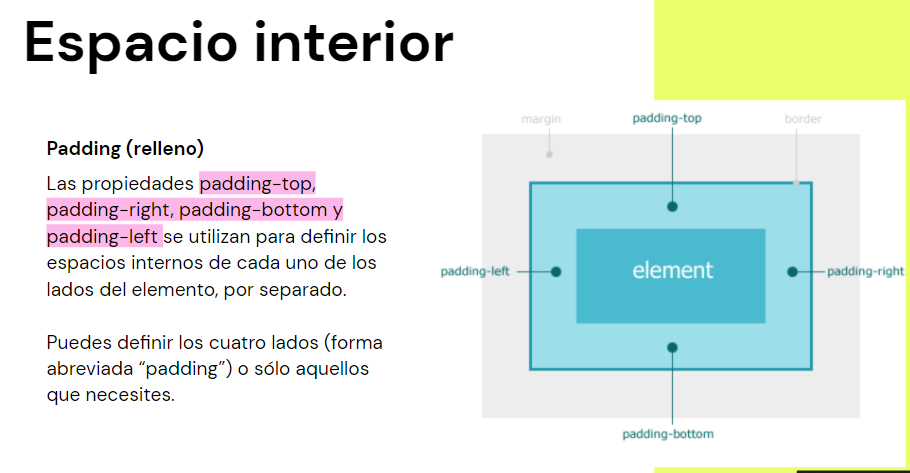 Espacio interior
Padding (relleno)
Las propiedades padding-top,
padding-right, padding-bottom y
padding-left se utilizan para definir los
espacios internos de cada uno de los
lados del elemento, por separado.
Puedes definir los cuatro lados (forma
abreviada “padding”) o sólo aquellos
que necesites.
margin
padding-top
border
padding-left
element
padding-right
padding-bottom